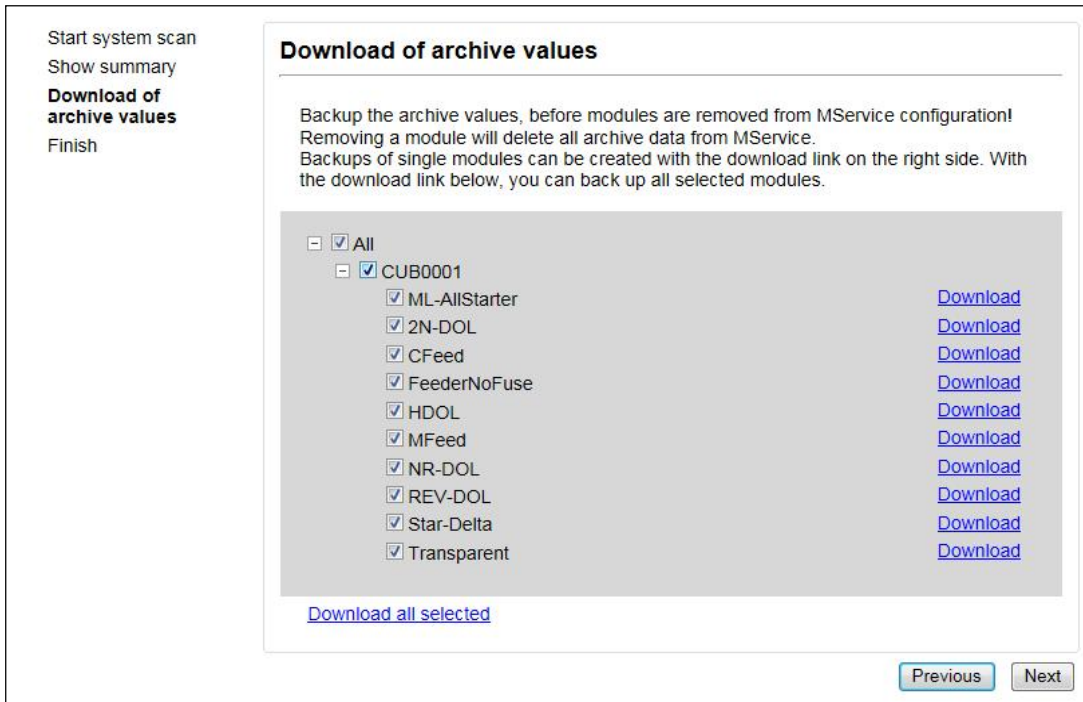 Start system scan
Show summary
Download of
archive values
Finish
Download of archive values
Backup the archive values, before modules are removed from MService configuration!
Removing a module will delete all archive data from MService.
Backups of single modules can be created with the download link on the right side. With
the download link below, you can back up all selected modules.
All
CUB0001
ML-AllStarter Download
2N-DOL Download
CFeed Download
FeederNoFuse Download
HDOL Download
MFeed Download
NR-DOL Download
REV-DOL Download
Star-Delta Download
Transparent Download
Download all selected
Previous Next